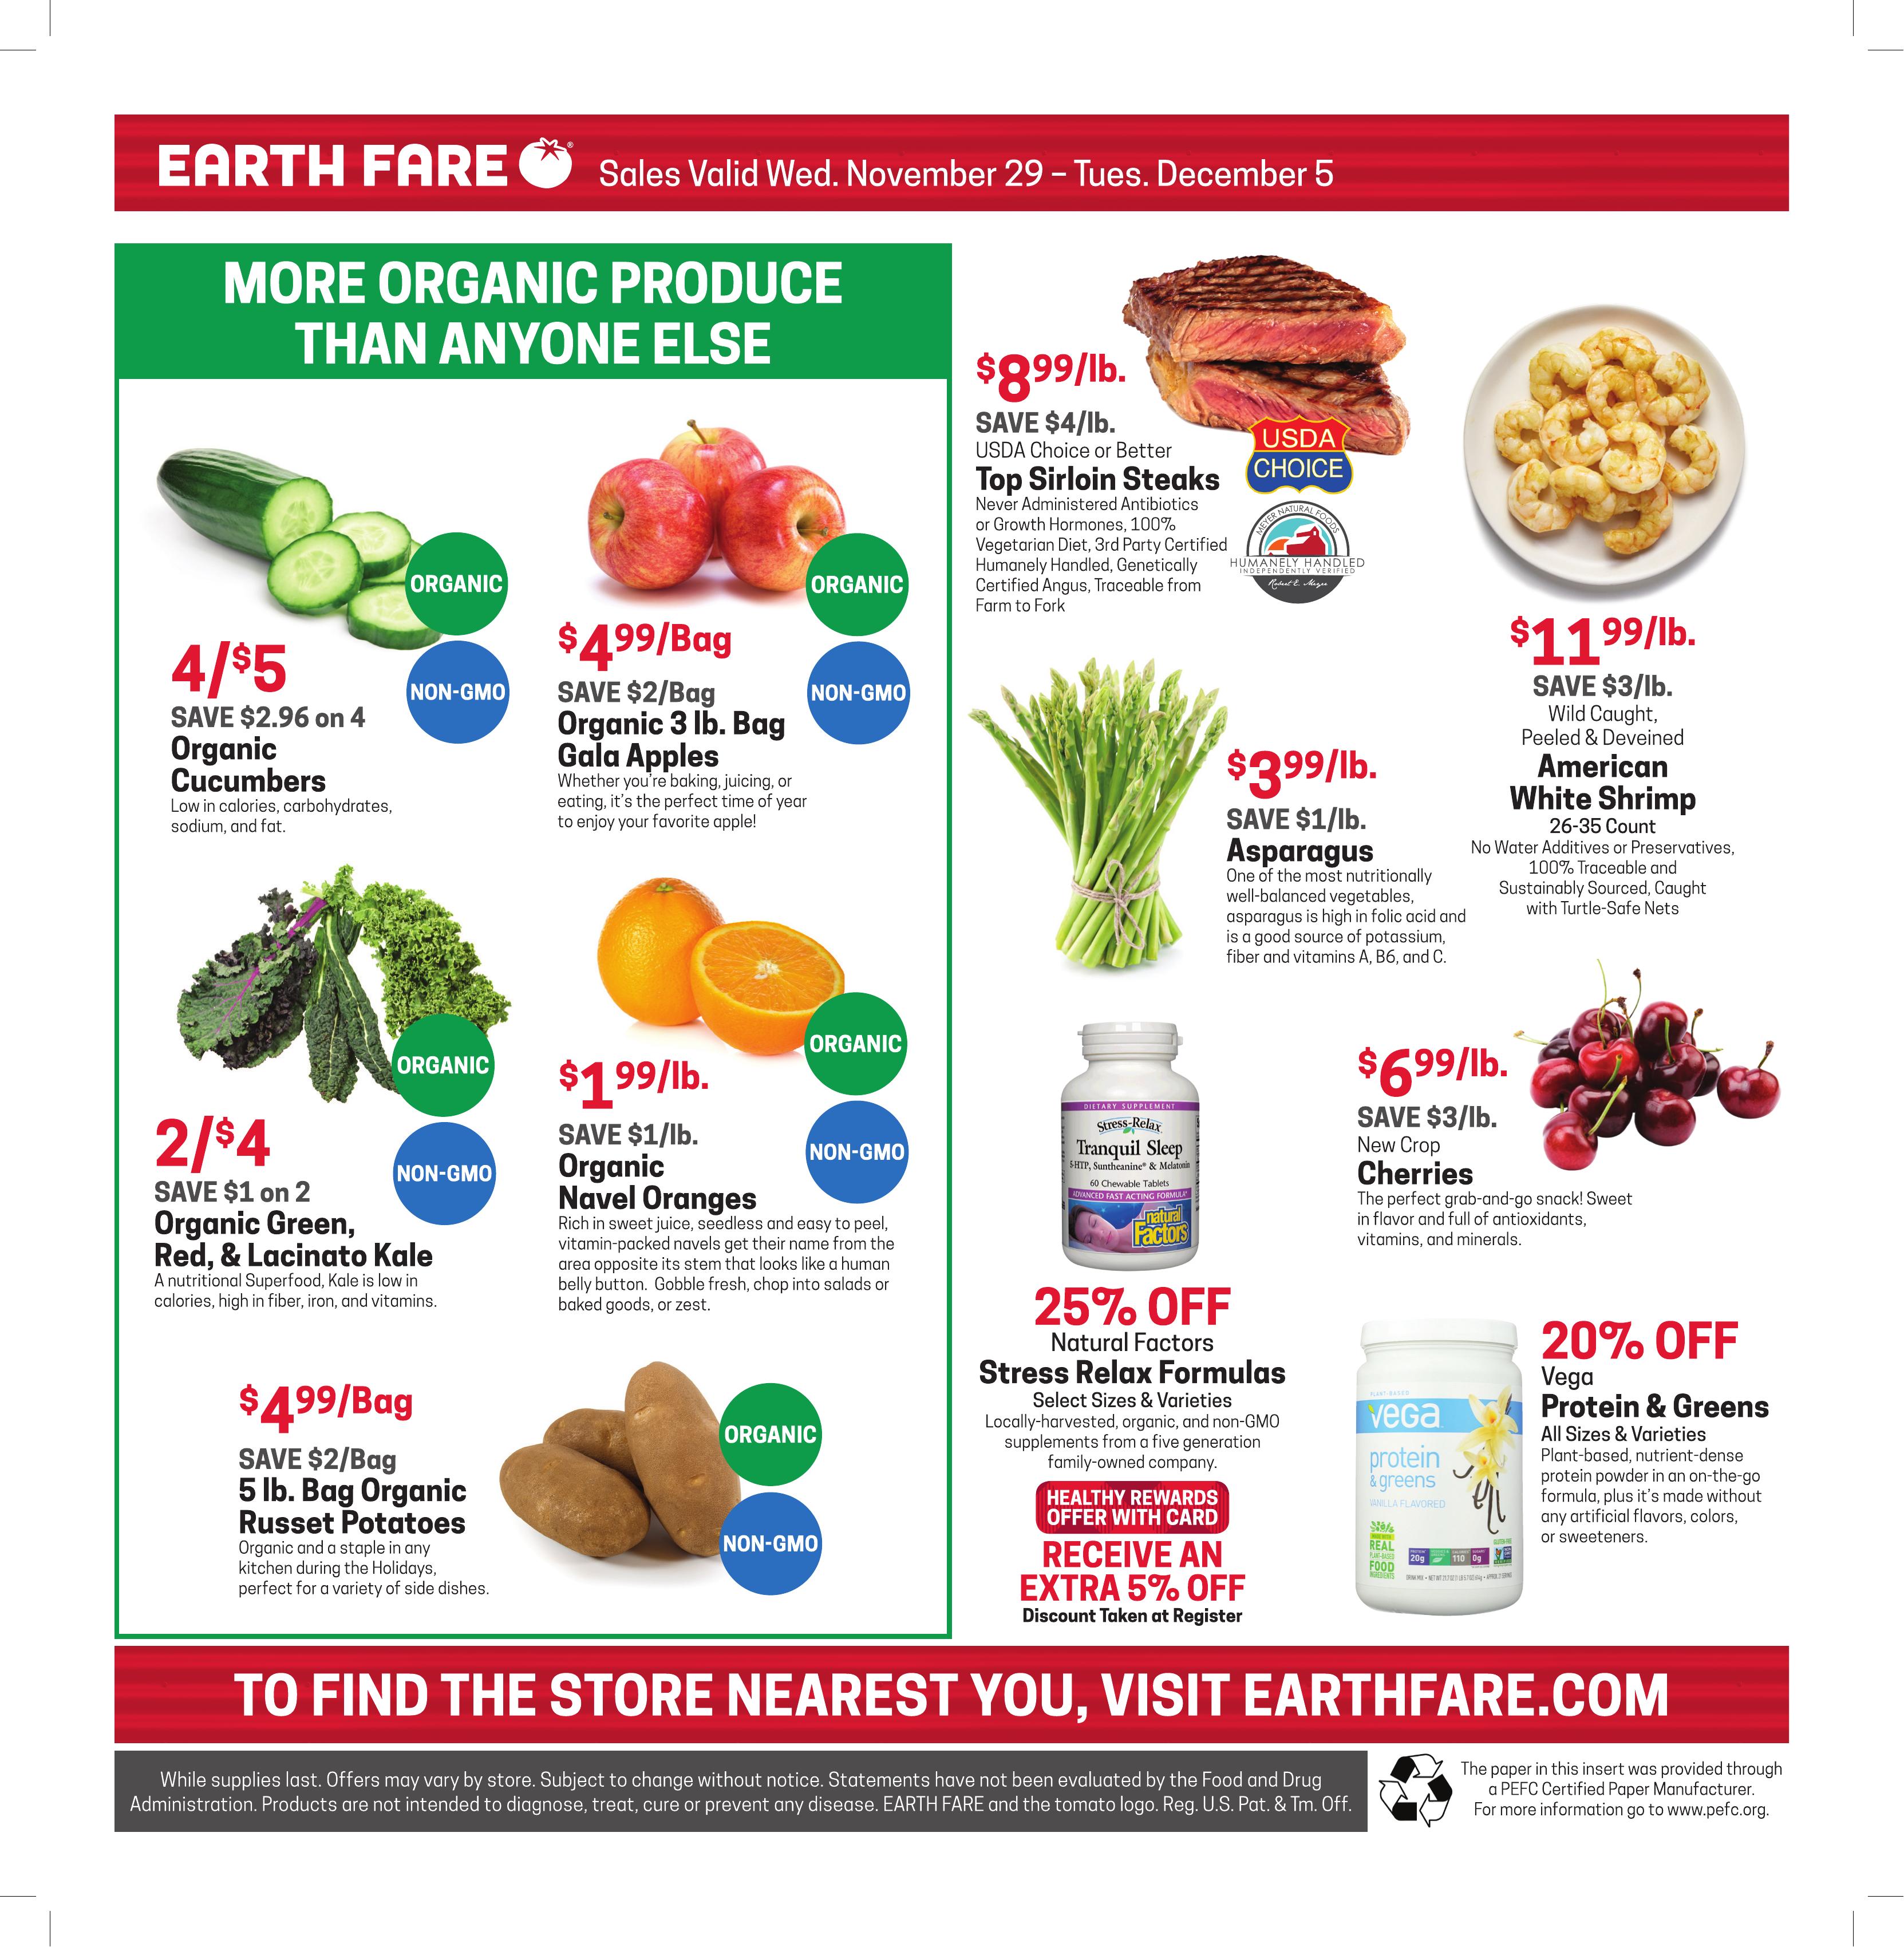 EARTH FARE ® Sales Valid Wed. November 29 – Tues. December 5
MORE ORGANIC PRODUCE
THAN ANYONE ELSE
ORGANIC
NON-GMO
4/$5
SAVE $2.96 on 4
Organic
Cucumbers
Low in calories, carbohydrates,
sodium, and fat.
ORGANIC
NON-GMO
$4.99/Bag
SAVE $2/Bag
Organic 3 lb. Bag
Gala Apples
Whether you're baking, juicing, or
eating, it's the perfect time of year
to enjoy your favorite apple!
ORGANIC
NON-GMO
2/$4
SAVE $1 on 2
Organic Green,
Red, & Lacinato Kale
A nutritional Superfood, Kale is low in
calories, high in fiber, iron, and vitamins.
ORGANIC
NON-GMO
$1 99/lb.
SAVE $1/lb.
Organic
Navel Oranges
Rich in sweet juice, seedless and easy to peel,
vitamin-packed navels get their name from the
area opposite its stem that looks like a human
belly button. Gobble fresh, chop into salads or
baked goods, or zest.
$4 99/Bag
SAVE $2/Bag
5 lb. Bag Organic
Russet Potatoes
Organic and a staple in any
kitchen during the Holidays,
perfect for a variety of side dishes.
ORGANIC
NON-GMO
$8 99/lb.
SAVE $4/lb.
USDA Choice or Better
Top Sirloin Steaks
Never Administered Antibiotics
or Growth Hormones, 100%
Vegetarian Diet, 3rd Party Certified
Humanely Handled, Genetically
Certified Angus, Traceable from
Farm to Fork
USDA
CHOICE
MEYER NATURAL FOODS
HUMANELY HANDLED
INDEPENDENTLY VERIFIED
Robert E. Meyer
$11 99/lb.
SAVE $3/lb.
Wild Caught,
Peeled & Deveined
American
White Shrimp
26-35 Count
No Water Additives or Preservatives,
100% Traceable and
Sustainably Sourced, Caught
with Turtle-Safe Nets
$3 99/lb.
SAVE $1/lb.
Asparagus
One of the most nutritionally
well-balanced vegetables,
asparagus is high in folic acid and
is a good source of potassium,
fiber and vitamins A, B6, and C.
$6 99/lb.
SAVE $3/lb.
New Crop
Cherries
The perfect grab-and-go snack! Sweet
in flavor and full of antioxidants,
vitamins, and minerals.
DIETARY SUPPLEMENT
Stress-Relax
Tranquil Sleep
5-HTP, Suntheanine® & Melatonin
60 Chewable Tablets
ADVANCED FAST ACTING FORMULA*
natural
Factors
25% OFF
Natural Factors
Stress Relax Formulas
Select Sizes & Varieties
Locally-harvested, organic, and non-GMO
supplements from a five generation
family-owned company.
HEALTHY REWARDS
OFFER WITH CARD
RECEIVE AN
EXTRA 5% OFF
Discount Taken at Register
PLANT-BASED
vega
protein
& greens
VANILLA FLAVORED
MADE WITH
REAL
PLANT-BASED
FOOD
INGREDIENTS
20g
110
0g
GLUTEN-FREE
20% OFF
Vega
Protein & Greens
All Sizes & Varieties
Plant-based, nutrient-dense
protein powder in an on-the-go
formula, plus it's made without
any artificial flavors, colors,
or sweeteners.
TO FIND THE STORE NEAREST YOU, VISIT EARTHFARE.COM
While supplies last. Offers may vary by store. Subject to change without notice. Statements have not been evaluated by the Food and Drug
Administration. Products are not intended to diagnose, treat, cure or prevent any disease. EARTH FARE and the tomato logo. Reg. U.S. Pat. & Tm. Off.
The paper in this insert was provided through
a PEFC Certified Paper Manufacturer.
For more information go to www.pefc.org.